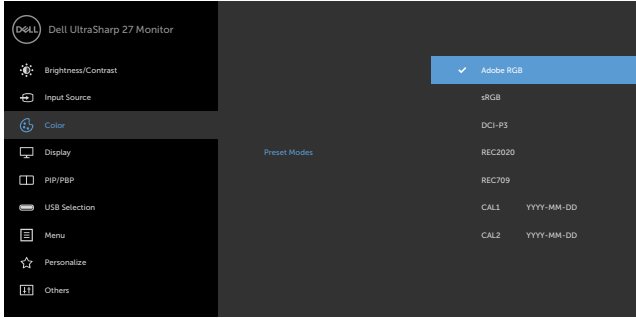 DELL
Dell UltraSharp 27 Monitor
Brightness/Contrast
Input Source
Color
Display
PIP/PBP
USB Selection
Menu
Personalize
Others
Preset Modes
Adobe RGB
sRGB
DCI-P3
REC2020
REC709
CAL1 YYYY-MM-DD
CAL2 YYYY-MM-DD